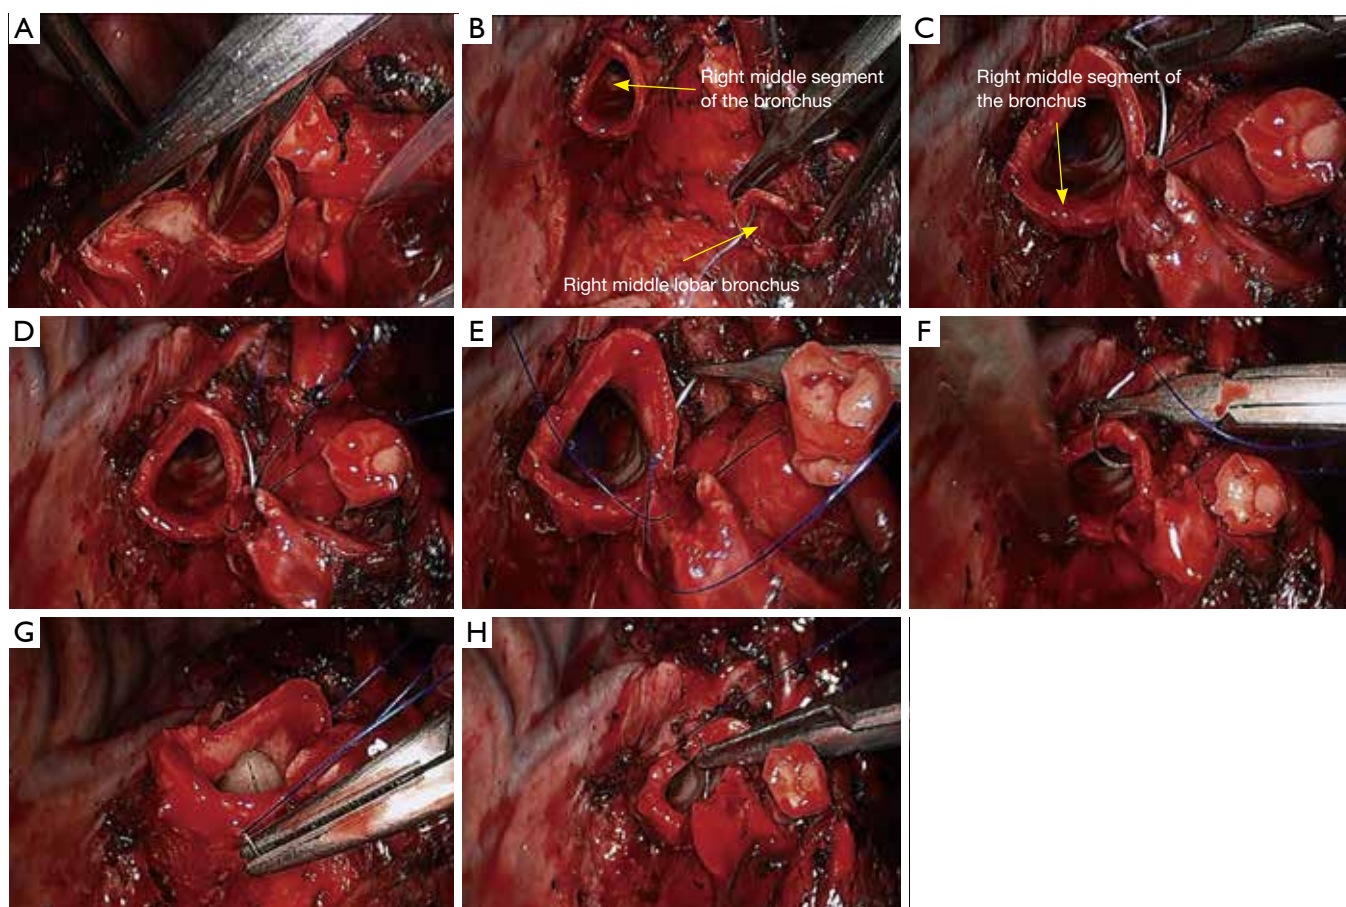 A
B
C
Right middle segment
of the bronchus
Right middle segment of
the bronchus
Right middle lobar bronchus
D
E
F
G
H